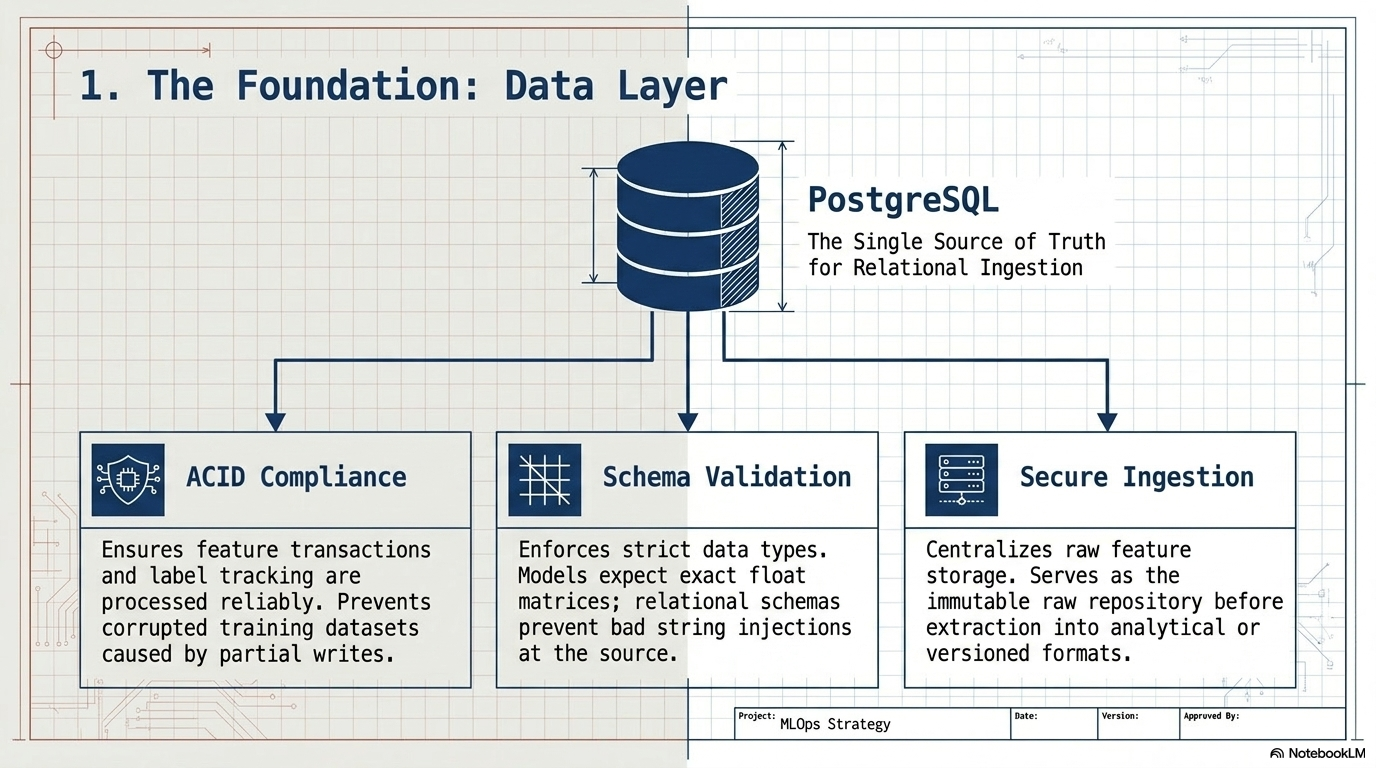 1. The Foundation: Data Layer
PostgreSQL
The Single Source of Truth
for Relational Ingestion
ACID Compliance
Ensures feature transactions
and label tracking are
processed reliably. Prevents
corrupted training datasets
caused by partial writes.
Schema Validation
Enforces strict data types.
Models expect exact float
matrices; relational schemas
prevent bad string injections
at the source.
Secure Ingestion
Centralizes raw feature
storage. Serves as the
immutable raw repository before
extraction into analytical or
versioned formats.
Project: MLOps Strategy
Date:
Version:
Appruved By:
NotebookLM